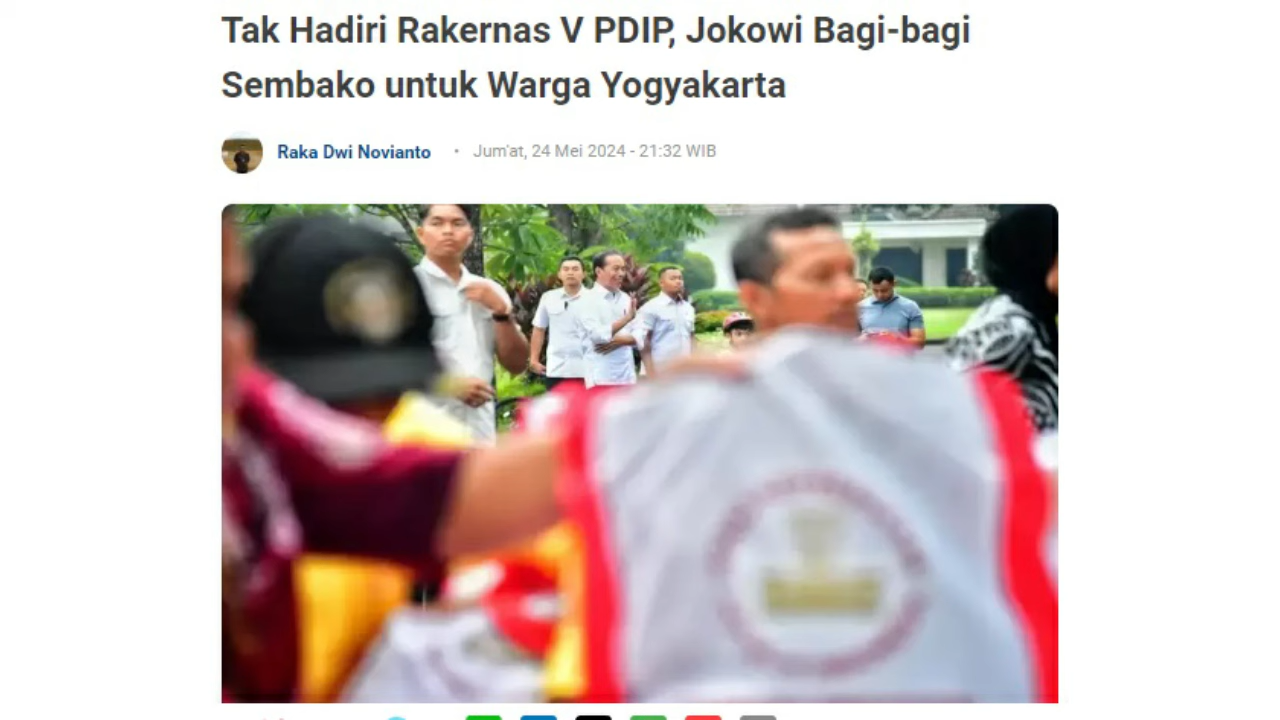 Tak Hadiri Rakernas V PDIP, Jokowi Bagi-bagi
Sembako untuk Warga Yogyakarta
Raka Dwi Novianto • Jum'at, 24 Mei 2024 - 21:32 WIB